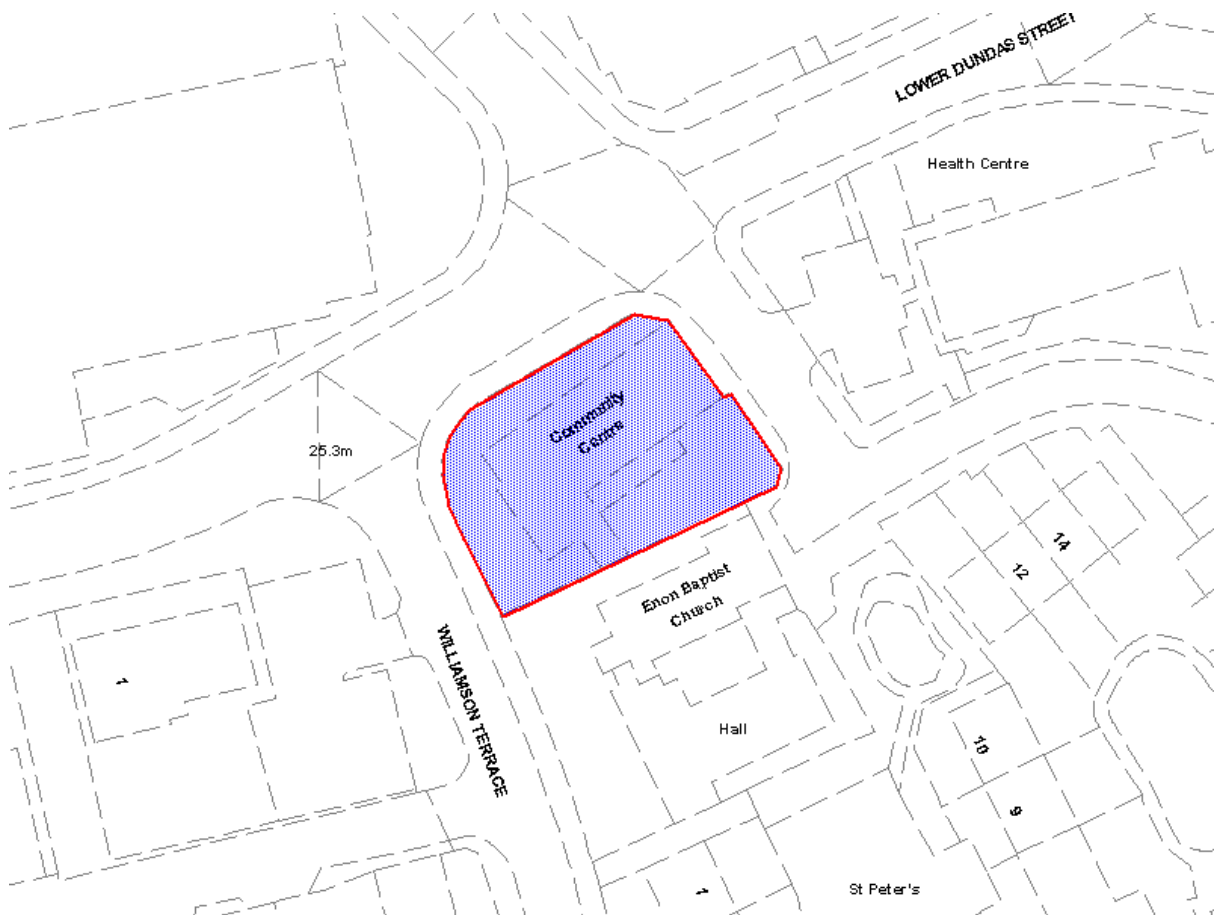 LOWER DUNDAS STREET
Health Centre
Community
Centre
25.3m
14
12
Enon Baptist
Church
WILLIAMSON TERRACE
1
Hall
10
9
1
St Peter's